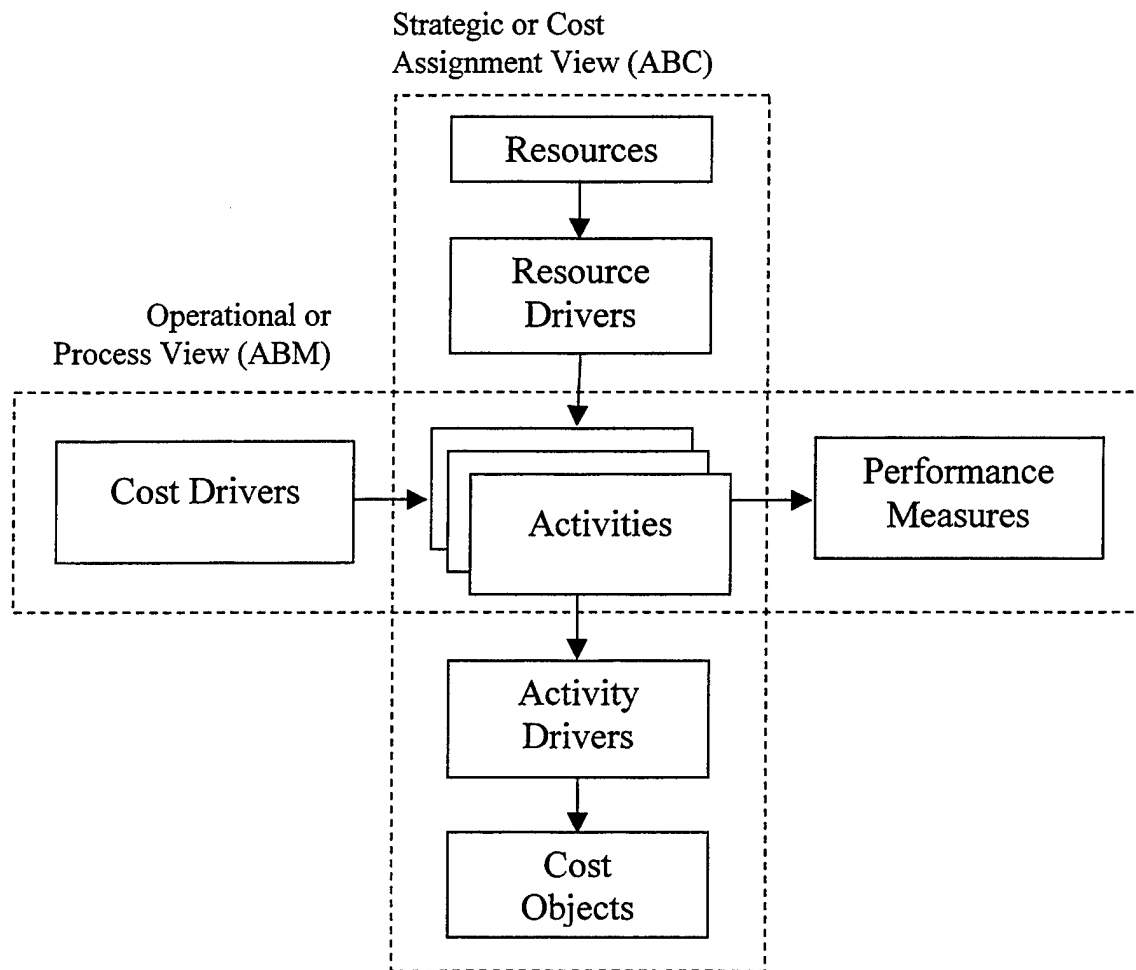 Strategic or Cost
Assignment View (ABC)
Resources
Resource
Drivers
Operational or
Process View (ABM)
Cost Drivers
Activities
Performance
Measures
Activity
Drivers
Cost
Objects